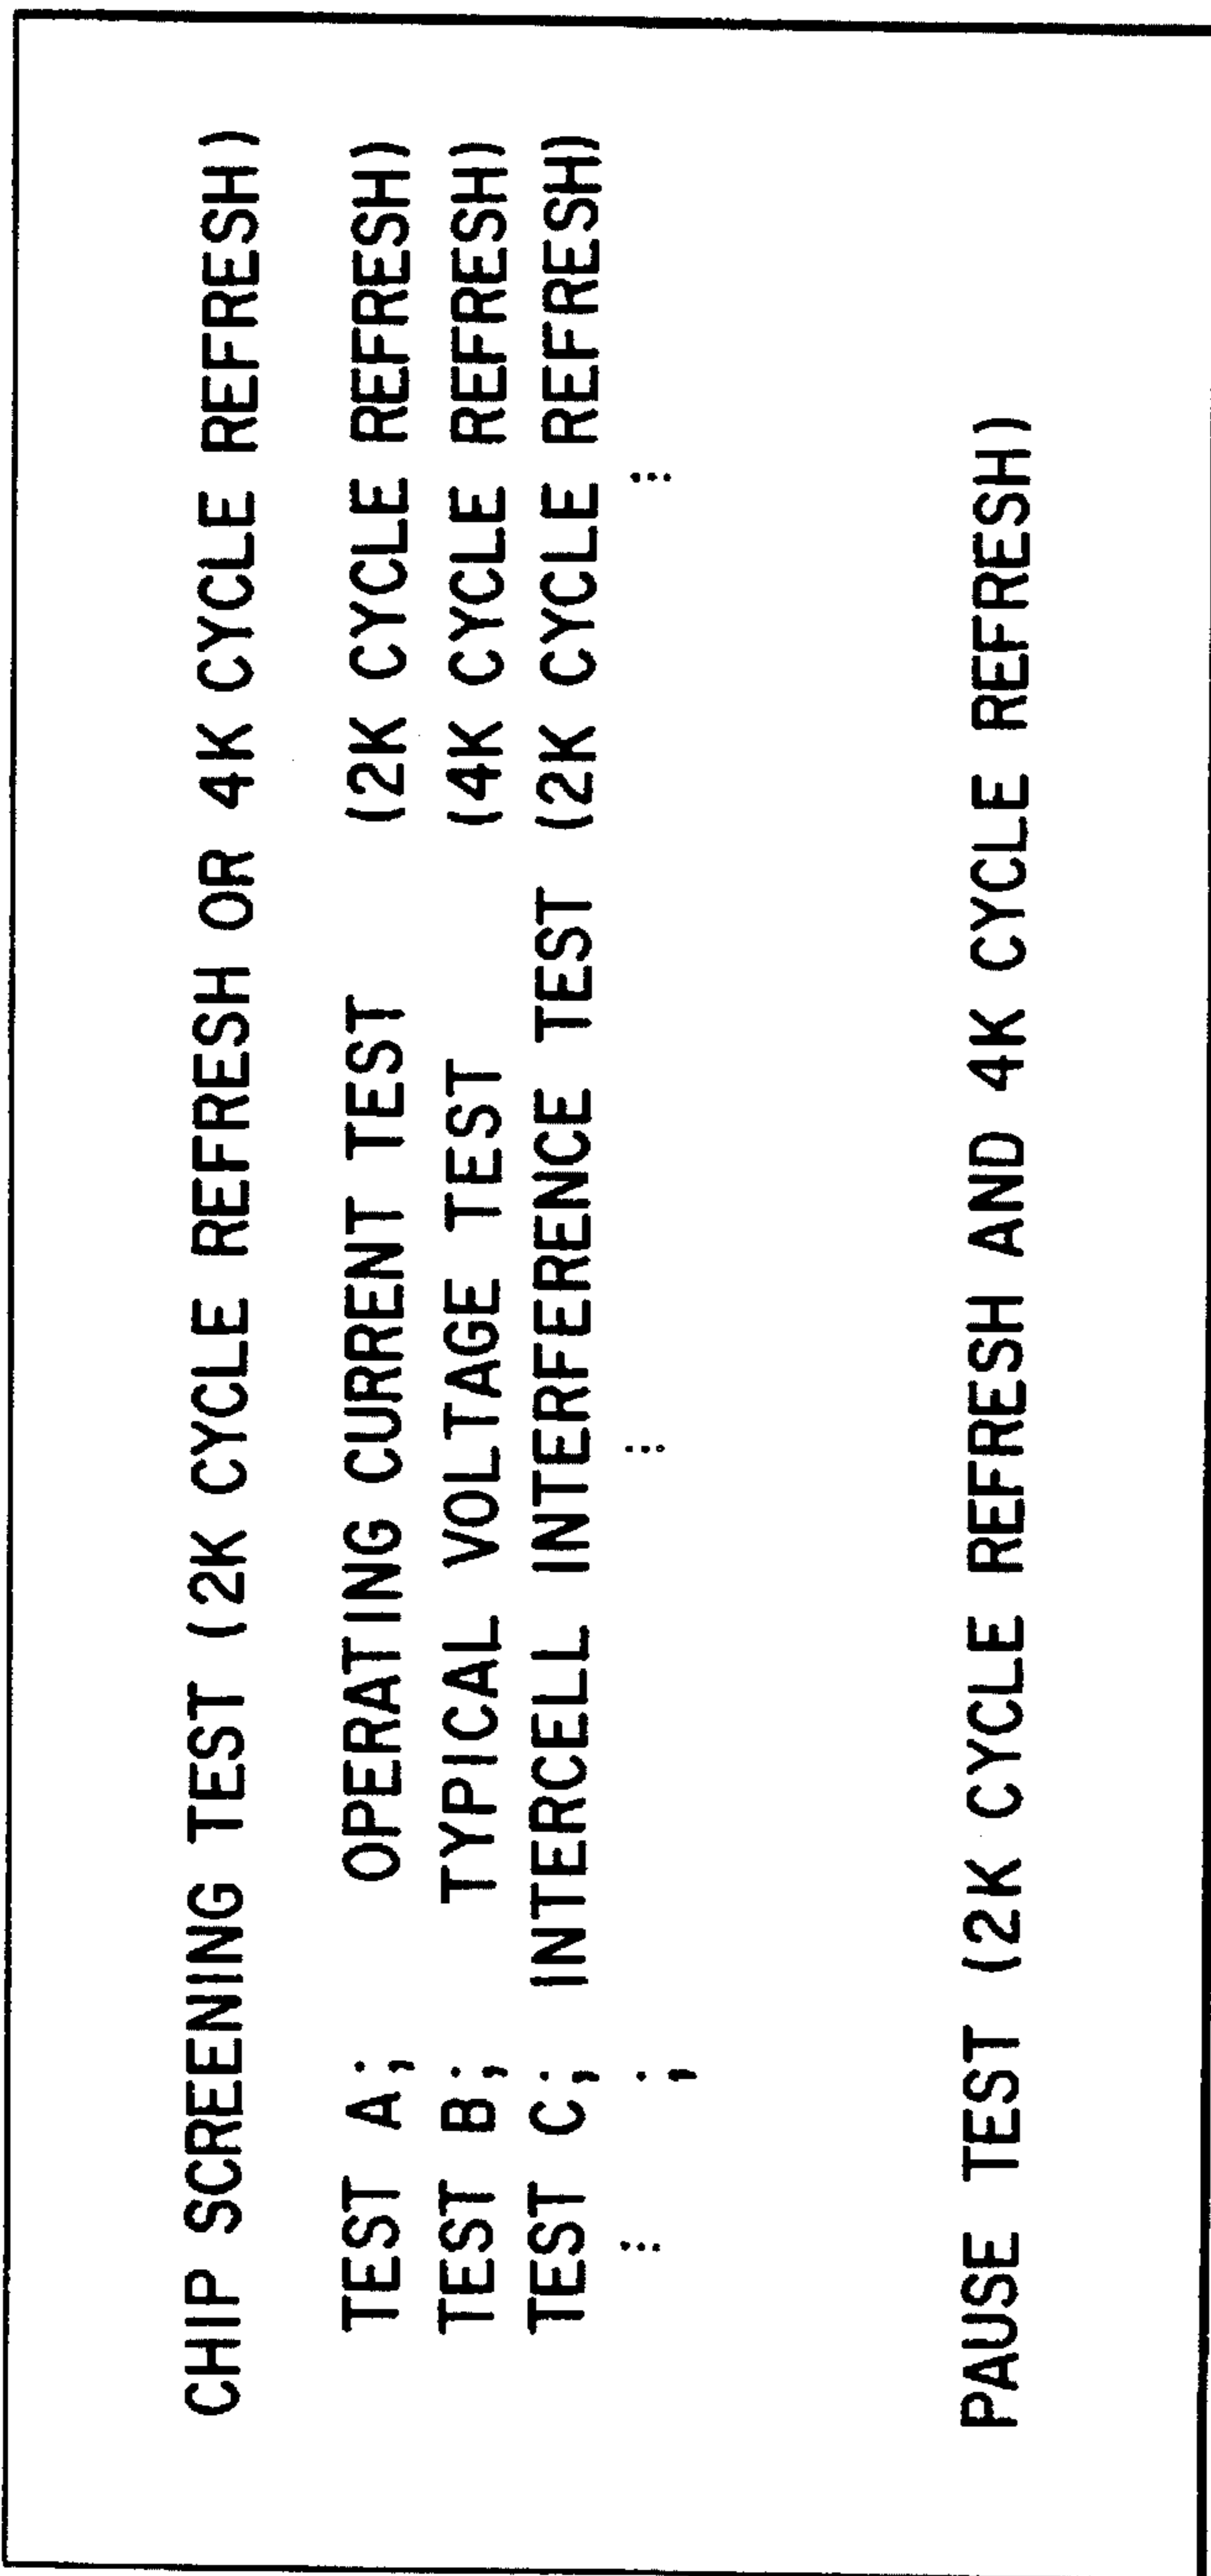 CHIP SCREENING TEST (2K CYCLE REFRESH OR 4K CYCLE REFRESH)
TEST A; OPERATING CURRENT TEST (2K CYCLE REFRESH)
TEST B; TYPICAL VOLTAGE TEST (4K CYCLE REFRESH)
TEST C; INTERCELL INTERFERENCE TEST (2K CYCLE REFRESH)
⋮ ; ⋮ ⋮
PAUSE TEST (2K CYCLE REFRESH AND 4K CYCLE REFRESH)